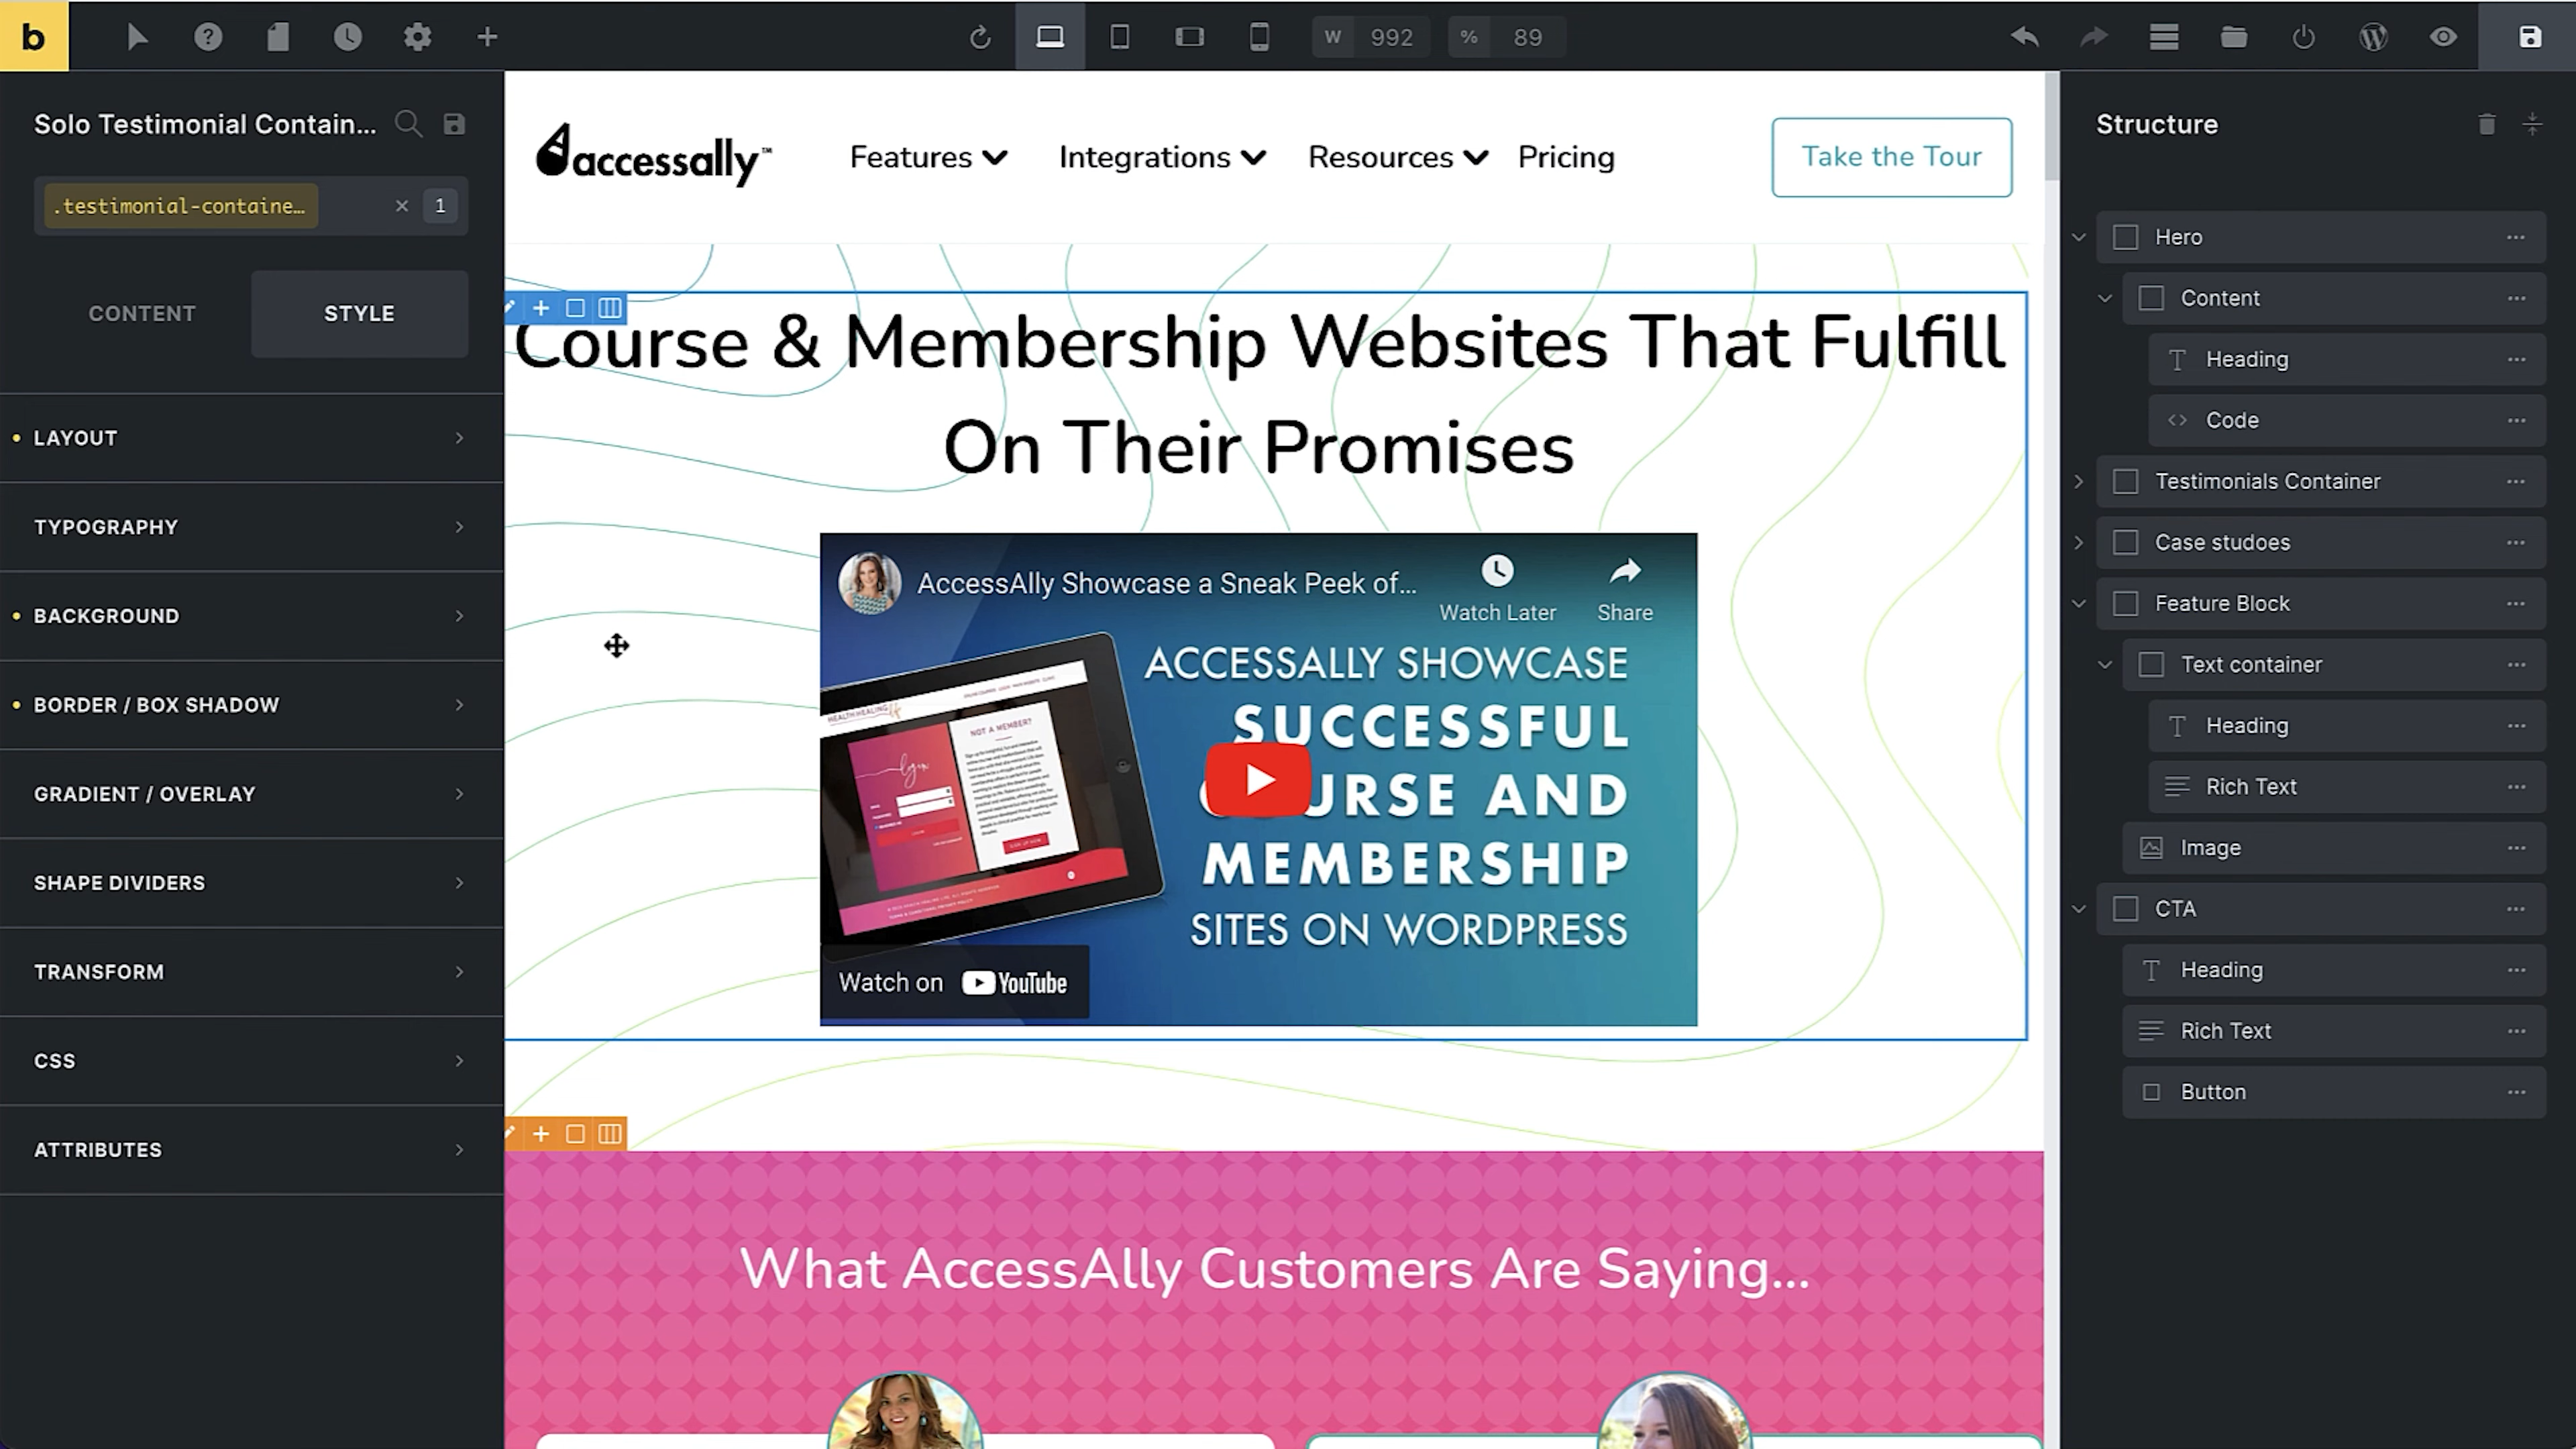 b
W 992 % 89
Solo Testimonial Contain...
.testimonial-containe…
× 1
CONTENT STYLE
LAYOUT
TYPOGRAPHY
BACKGROUND
BORDER / BOX SHADOW
GRADIENT / OVERLAY
SHAPE DIVIDERS
TRANSFORM
CSS
ATTRIBUTES
accessally™ Features Integrations Resources Pricing Take the Tour
Course & Membership Websites That Fulfill
On Their Promises
AccessAlly Showcase a Sneak Peek of...
Watch Later Share
ACCESSALLY SHOWCASE
SUCCESSFUL
URSE AND
MEMBERSHIP
SITES ON WORDPRESS
NOT A MEMBER?
login
Watch on YouTube
What AccessAlly Customers Are Saying...
Structure
Hero
Content
Heading
Code
Testimonials Container
Case studoes
Feature Block
Text container
Heading
Rich Text
Image
CTA
Heading
Rich Text
Button